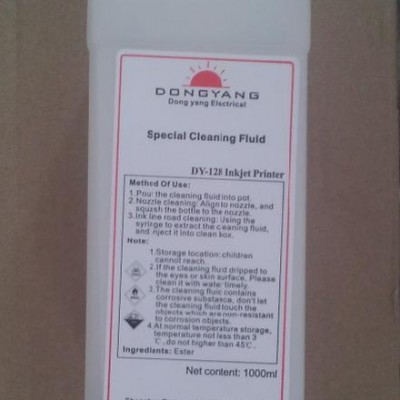 DONGYANG
Dong yang Electrical
Special Cleaning Fluid
DY-128 Inkjet Printer
Method Of Use:
1.Pour the cleaning fluid into pot.
2.Nozzle cleaning: Align to nozzle, and
squash the bottle to the nozzle.
3.Ink line road cleaning: Using the
syringe to extract the cleaning fluid,
and inject it into clean box.
Note:
1.Storage location: children
cannot reach.
2.If the cleaning fluid dripped to
the eyes or skin surface, Please
clean it with water timely.
3.The cleaning fluid contains
corrosive substance, don't let
the cleaning fluid touch the
objects which are non-resistant
to corrosion objects.
4.At normal temperature storage,
temperature not less than 3
℃, do not higher than 45℃.
Ingredients: Ester
Net content: 1000ml